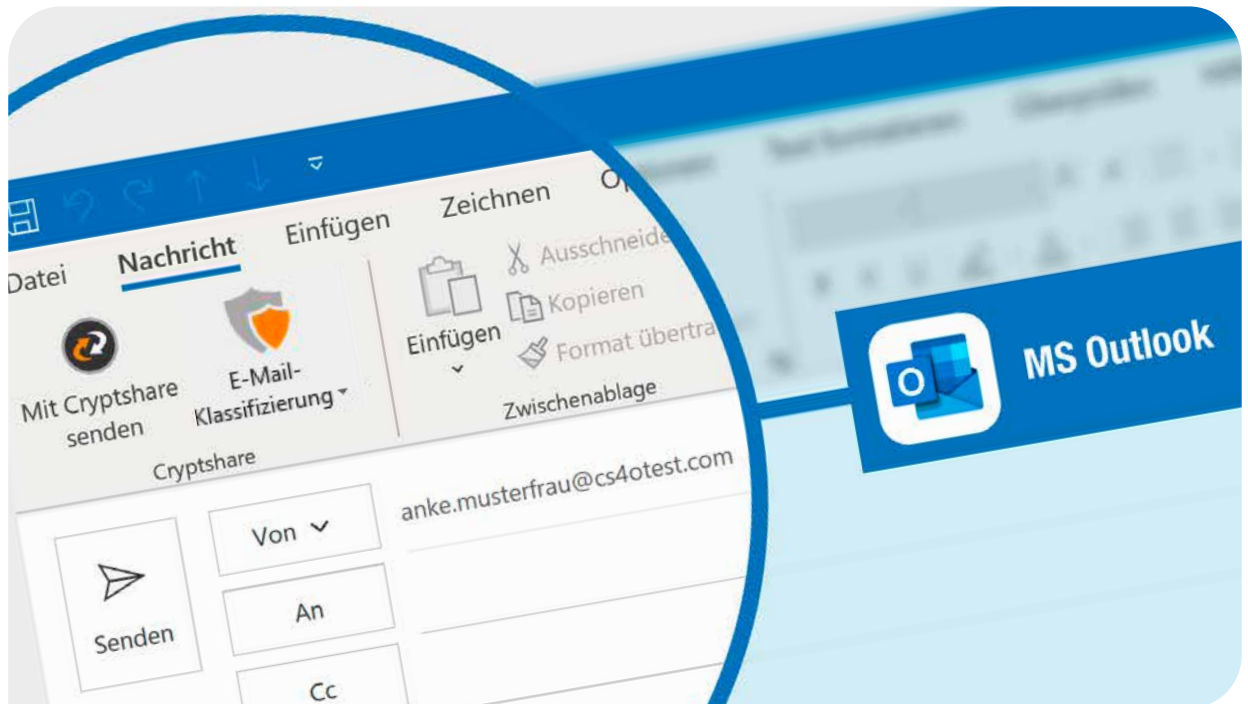 Datei Nachricht Einfügen Zeichnen
Mit Cryptshare
senden
E-Mail-
Klassifizierung
Cryptshare
Einfügen
Ausschneide
Kopieren
Format übertra
Zwischenablage
MS Outlook
Senden
Von
anke.musterfrau@cs4otest.com
An
Cc